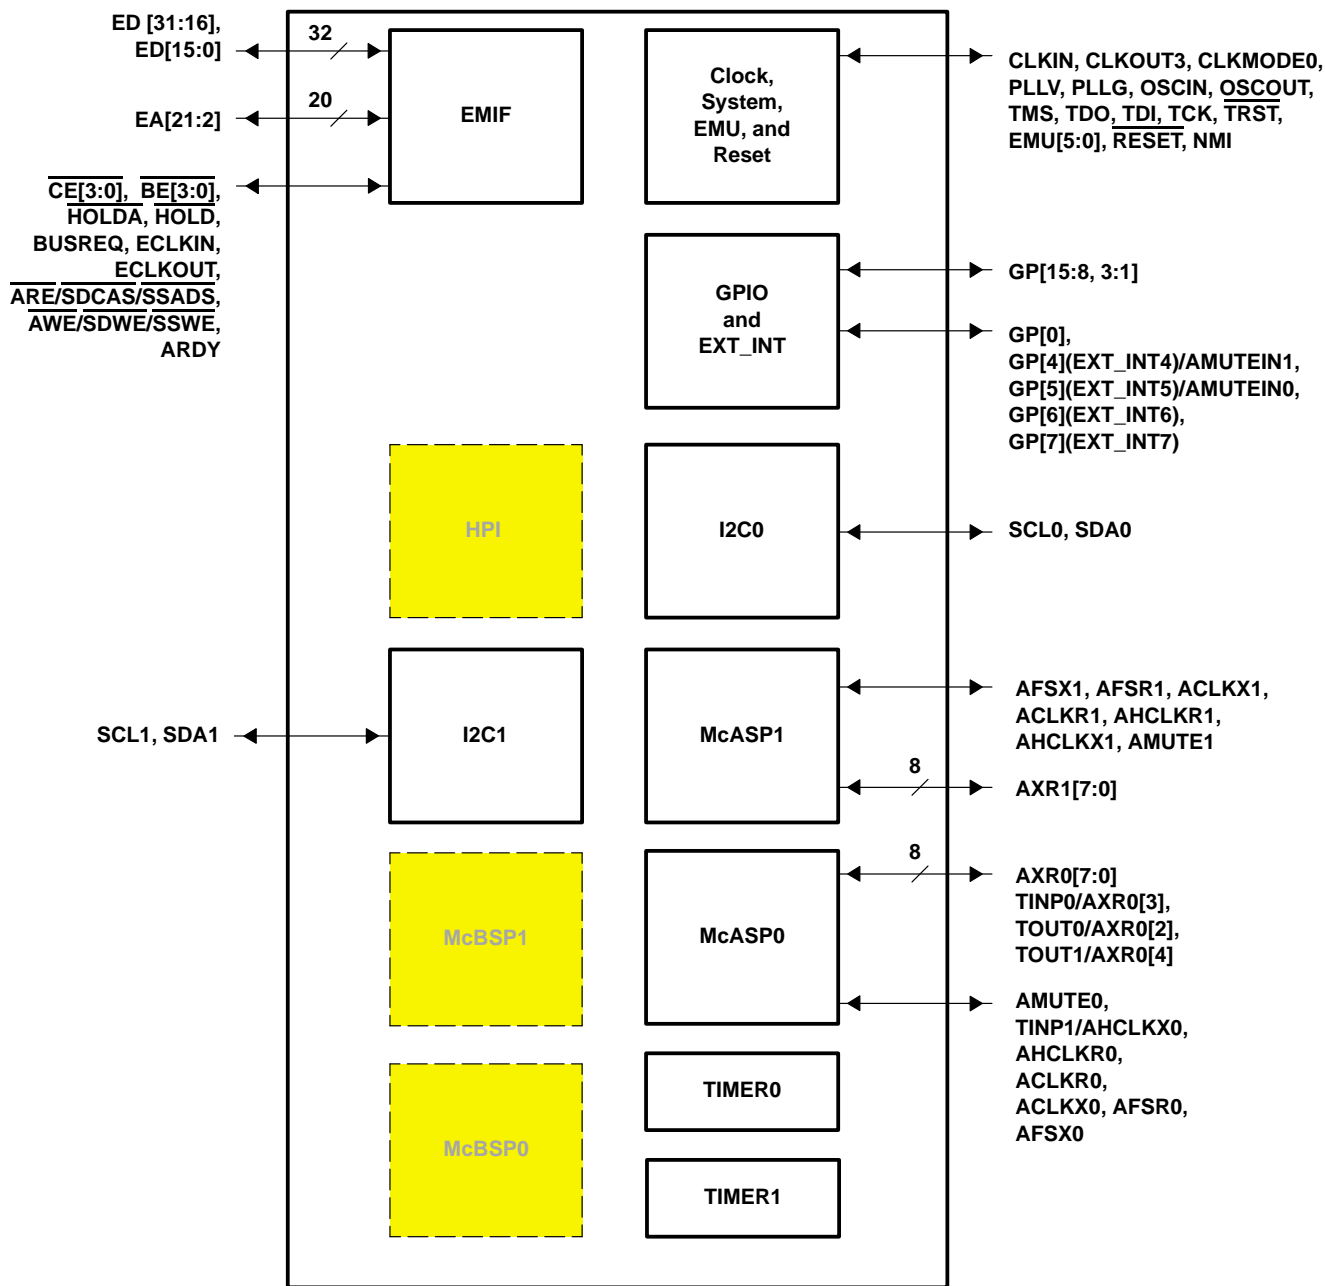 ED [31:16],
ED[15:0]
32
EA[21:2]
20
CE[3:0], BE[3:0],
HOLDA, HOLD,
BUSREQ, ECLKIN,
ECLKOUT,
ARE/SDCAS/SSADS,
AWE/SDWE/SSWE,
ARDY
EMIF
Clock,
System,
EMU, and
Reset
CLKIN, CLKOUT3, CLKMODE0,
PLLV, PLLG, OSCIN, OSCOUT,
TMS, TDO, TDI, TCK, TRST,
EMU[5:0], RESET, NMI
GPIO
and
EXT_INT
GP[15:8, 3:1]
GP[0],
GP[4](EXT_INT4)/AMUTEIN1,
GP[5](EXT_INT5)/AMUTEIN0,
GP[6](EXT_INT6),
GP[7](EXT_INT7)
HPI
I2C0
SCL0, SDA0
SCL1, SDA1
I2C1
McASP1
AFSX1, AFSR1, ACLKX1,
ACLKR1, AHCLKR1,
AHCLKX1, AMUTE1
8
AXR1[7:0]
McBSP1
McASP0
8
AXR0[7:0]
TINP0/AXR0[3],
TOUT0/AXR0[2],
TOUT1/AXR0[4]
AMUTE0,
TINP1/AHCLKX0,
AHCLKR0,
ACLKR0,
ACLKX0, AFSR0,
AFSX0
McBSP0
TIMER0
TIMER1